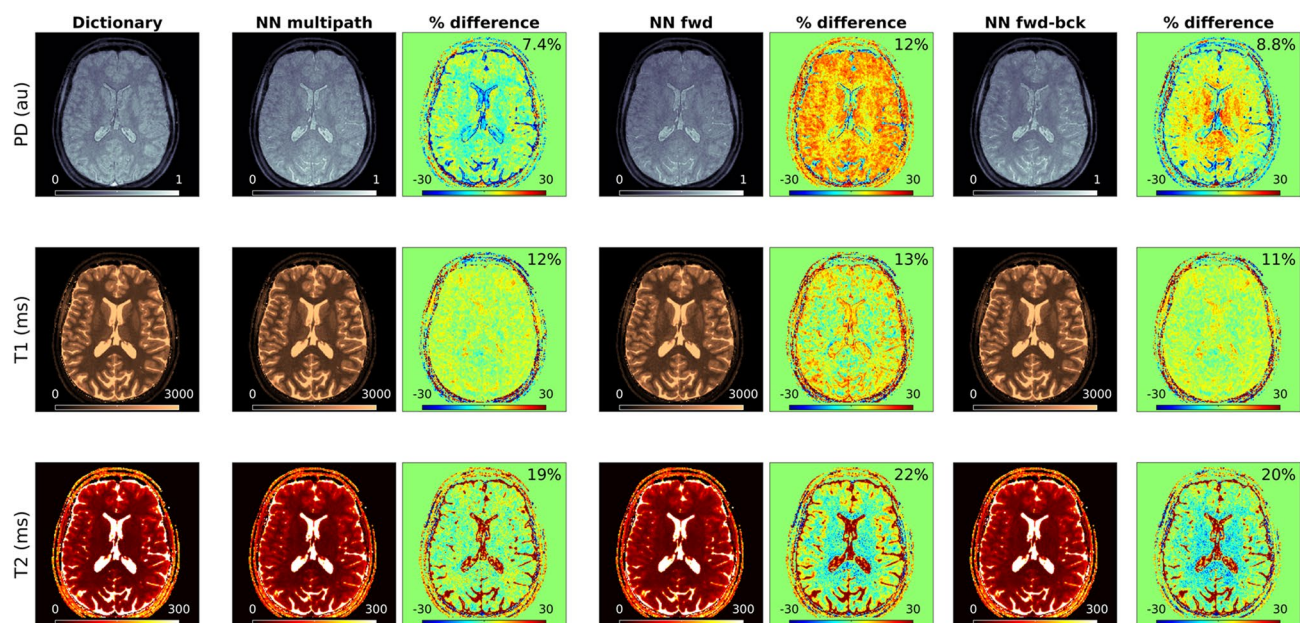 Dictionary NN multipath % difference NN fwd % difference NN fwd-bck % difference
PD (au)
7.4% 12% 8.8%
0 1 0 1 -30 30 0 1 -30 30 0 1 -30 30
T1 (ms)
12% 13% 11%
0 3000 0 3000 -30 30 0 3000 -30 30 0 3000 -30 30
T2 (ms)
19% 22% 20%
0 300 0 300 -30 30 0 300 -30 30 0 300 -30 30